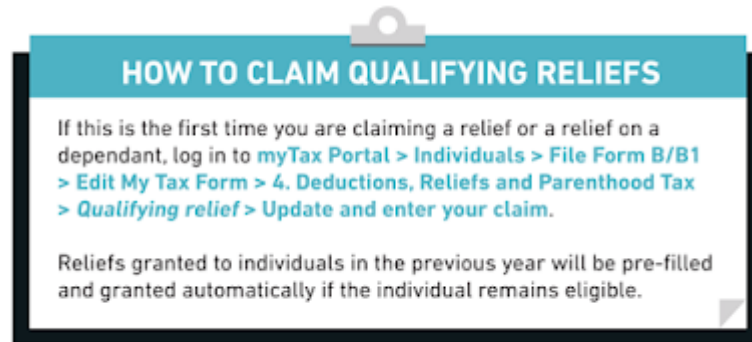 HOW TO CLAIM QUALIFYING RELIEFS
If this is the first time you are claiming a relief or a relief on a
dependant, log in to myTax Portal > Individuals > File Form B/B1
> Edit My Tax Form > 4. Deductions, Reliefs and Parenthood Tax
> Qualifying relief > Update and enter your claim.
Reliefs granted to individuals in the previous year will be pre-filled
and granted automatically if the individual remains eligible.